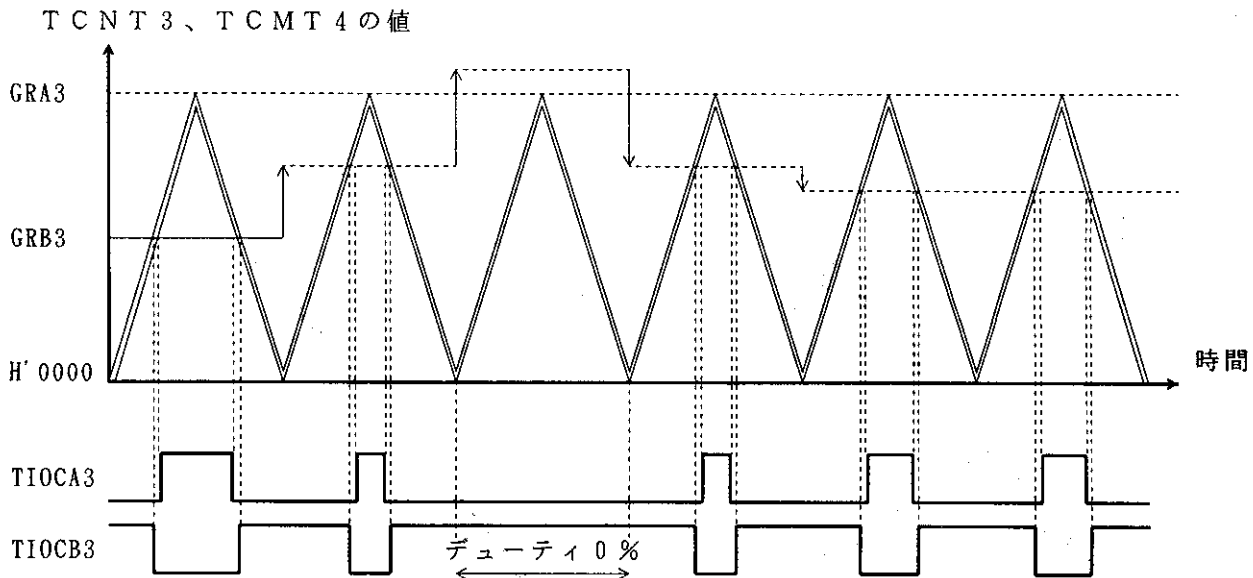 TCNT3、TCMT4の値
GRA3
GRB3
H'0000
時間
TIOCA3
TIOCB3
デューティ0%